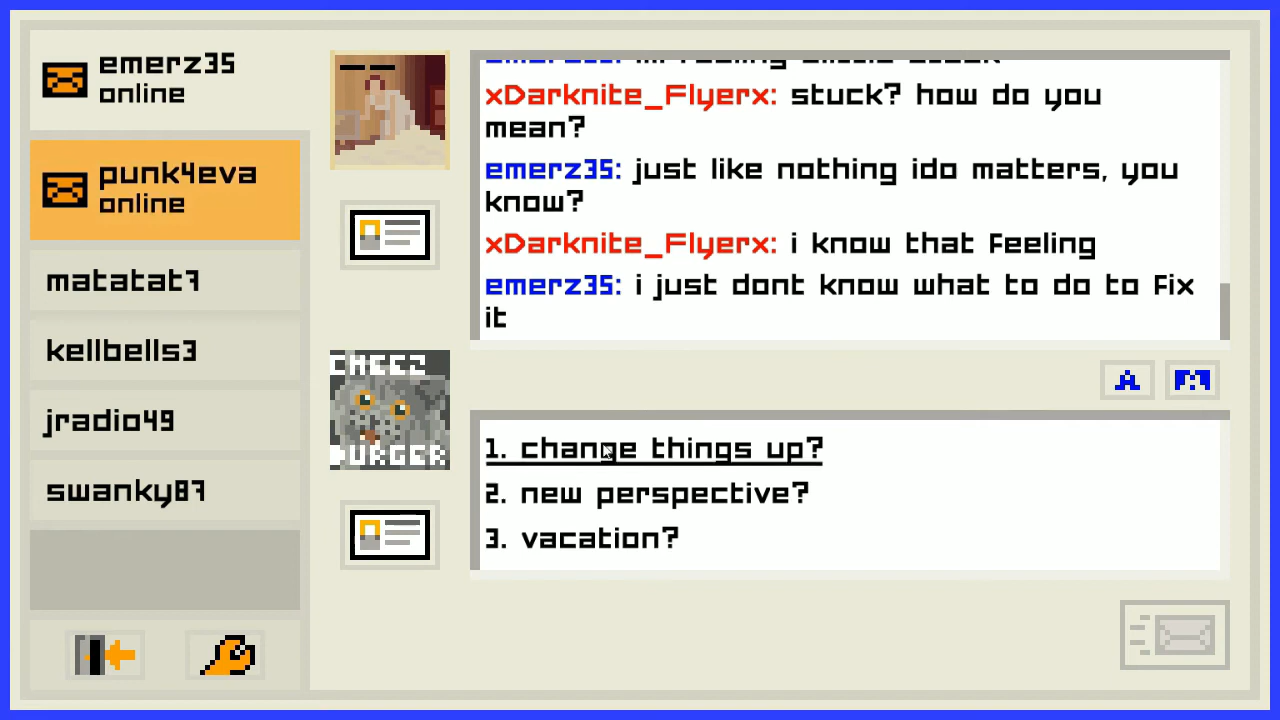 emerz35
online
punk4eva
online
matatat7
kellbells3
jradio49
swanky87
xDarknite_Flyerx: stuck? how do you
mean?
emerz35: just like nothing ido matters, you
know?
xDarknite_Flyerx: i know that feeling
emerz35: i just dont know what to do to fix
it
CHEEZ
BURGER
A
1. change things up?
2. new perspective?
3. vacation?